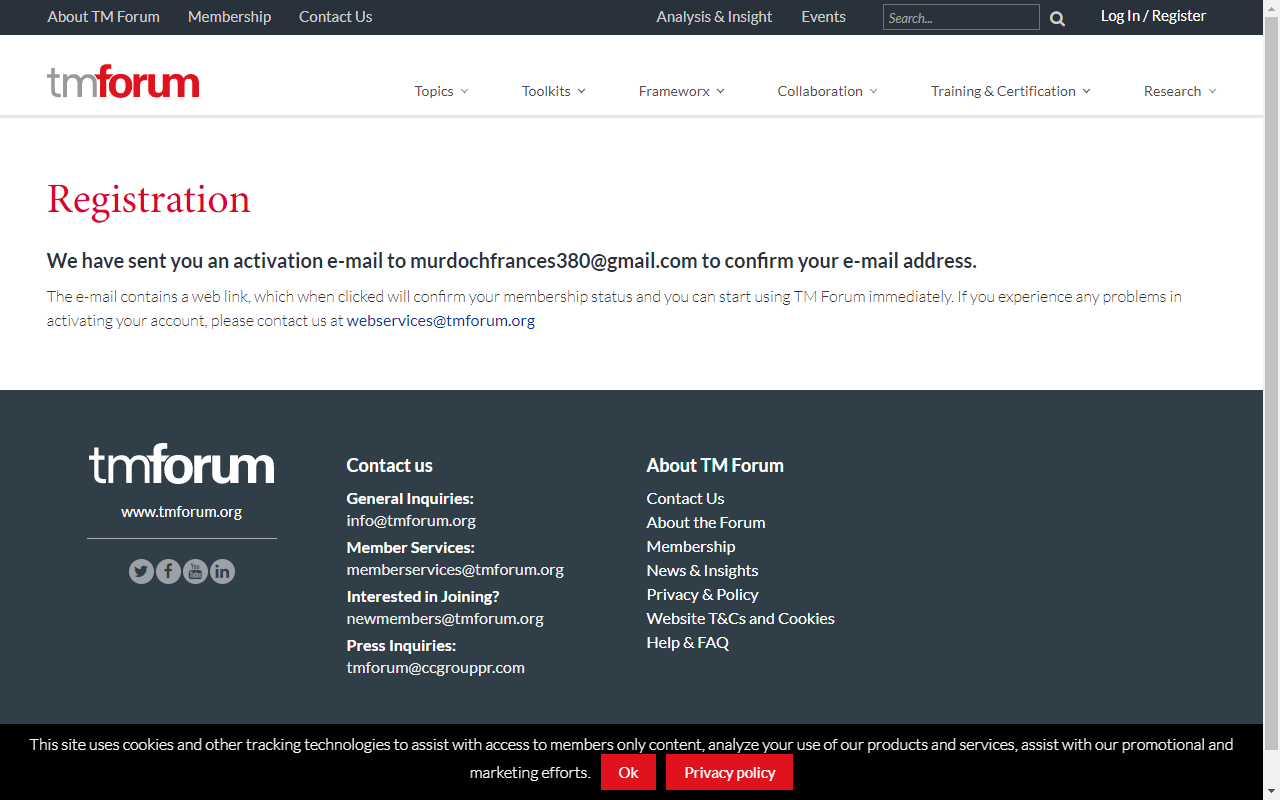 About TM Forum Membership Contact Us Analysis & Insight Events Search... Log In / Register
tmforum Topics Toolkits Frameworx Collaboration Training & Certification Research
Registration
We have sent you an activation e-mail to murdochfrances380@gmail.com to confirm your e-mail address.
The e-mail contains a web link, which when clicked will confirm your membership status and you can start using TM Forum immediately. If you experience any problems in
activating your account, please contact us at webservices@tmforum.org
tmforum
www.tmforum.org
You Tube
in
Contact us
General Inquiries:
info@tmforum.org
Member Services:
memberservices@tmforum.org
Interested in Joining?
newmembers@tmforum.org
Press Inquiries:
tmforum@ccgrouppr.com
About TM Forum
Contact Us
About the Forum
Membership
News & Insights
Privacy & Policy
Website T&Cs and Cookies
Help & FAQ
This site uses cookies and other tracking technologies to assist with access to members only content, analyze your use of our products and services, assist with our promotional and
marketing efforts. Ok Privacy policy